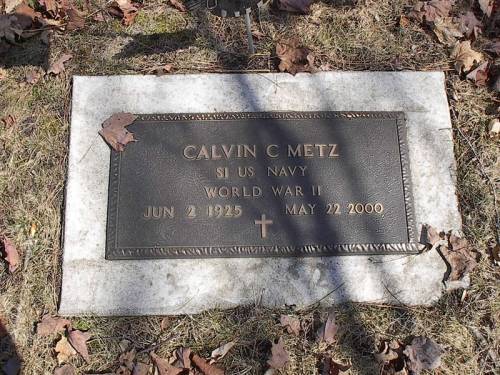 CALVIN C METZ
S1 US NAVY
WORLD WAR II
JUN 2 1925 MAY 22 2000